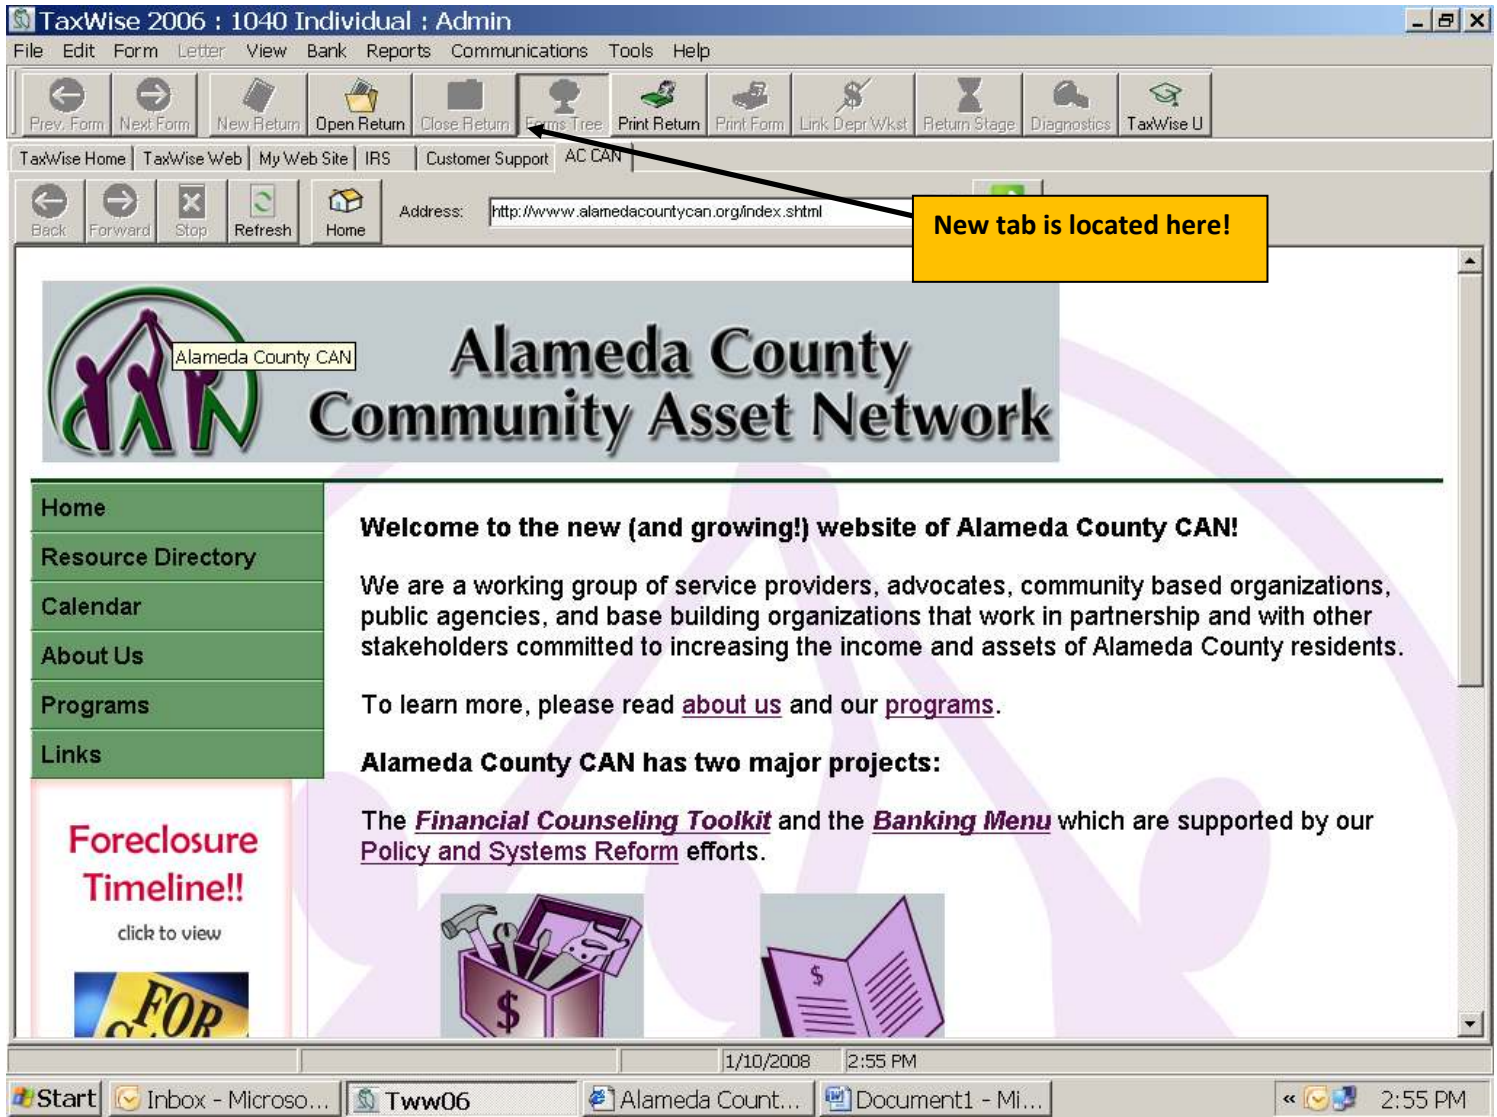 TaxWise 2006 : 1040 Individual : Admin
File Edit Form Letter View Bank Reports Communications Tools Help
Prev. Form Next Form New Return Open Return Close Return Forms Tree Print Return Print Form Link Depr Wkst Return Stage Diagnostics TaxWise U
TaxWise Home TaxWise Web My Web Site IRS Customer Support AC CAN
Back Forward Stop Refresh Home Address: http://www.alamedacountycan.org/index.shtml
New tab is located here!
CAN
Alameda County CAN
Alameda County
Community Asset Network
Home
Resource Directory
Calendar
About Us
Programs
Links
Foreclosure
Timeline!!
click to view
FOR
Welcome to the new (and growing!) website of Alameda County CAN!
We are a working group of service providers, advocates, community based organizations,
public agencies, and base building organizations that work in partnership and with other
stakeholders committed to increasing the income and assets of Alameda County residents.
To learn more, please read about us and our programs.
Alameda County CAN has two major projects:
The Financial Counseling Toolkit and the Banking Menu which are supported by our
Policy and Systems Reform efforts.
$
$
1/10/2008 2:55 PM
Start Inbox - Microso... Tww06 Alameda Count... Document1 - Mi... « 2:55 PM